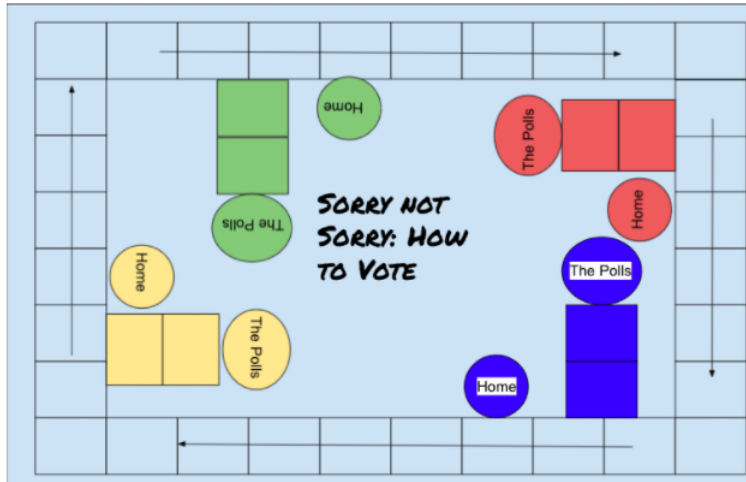 Home
The Polls
The Polls
Home
Sorry not
Sorry: How
to Vote
Home
The Polls
The Polls
Home